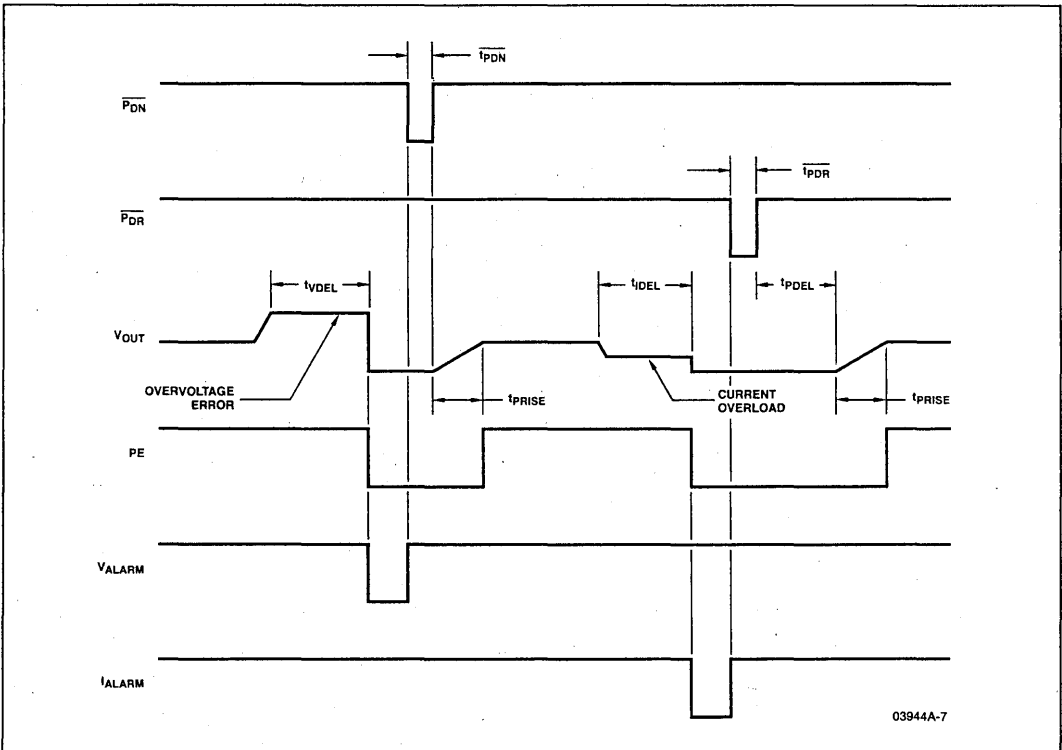 tPDN
PDN
tPDR
PDR
tVDEL
tIDEL
tPDEL
VOUT
OVERVOLTAGE
ERROR
tPRISE
CURRENT
OVERLOAD
tPRISE
PE
VALARM
IALARM
03944A-7